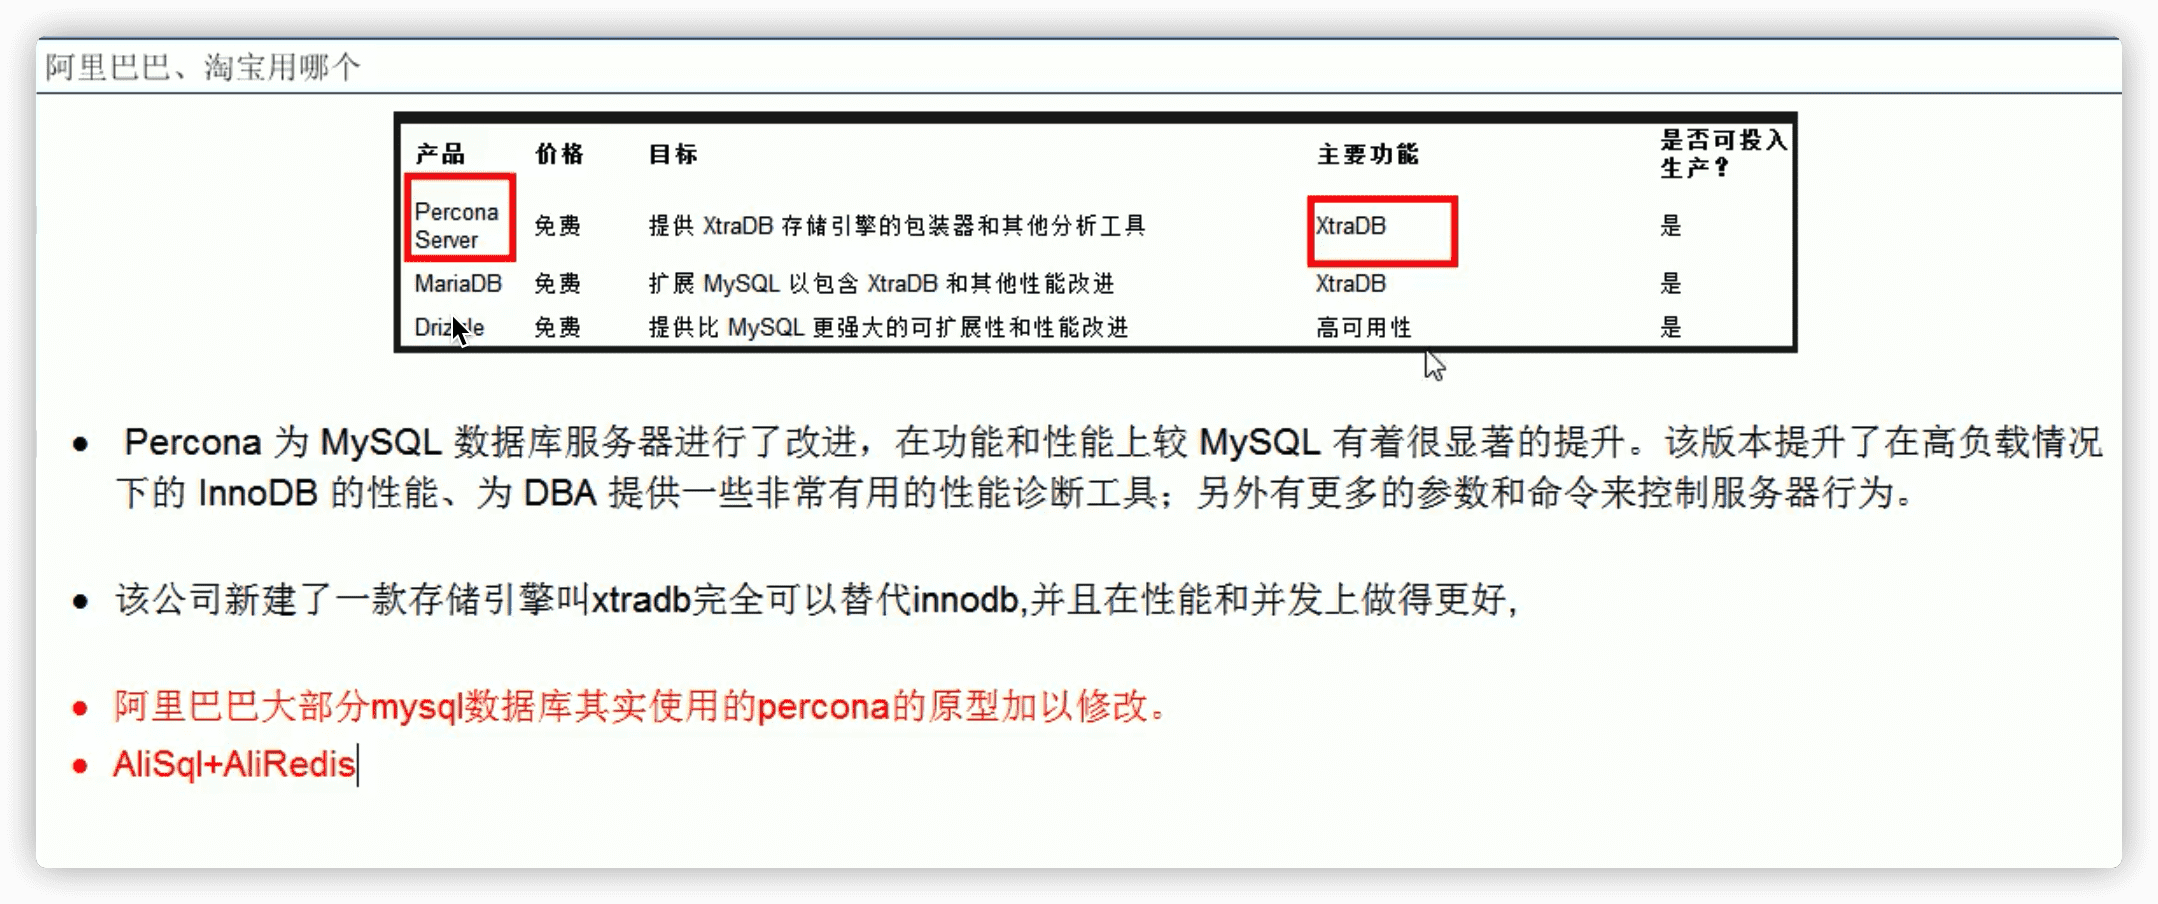 阿里巴巴、淘宝用哪个
产品 价格 目标 主要功能 是否可投入
生产?
Percona
Server 免费 提供 XtraDB 存储引擎的包装器和其他分析工具 XtraDB 是
MariaDB 免费 扩展 MySQL 以包含 XtraDB 和其他性能改进 XtraDB 是
Drizzle 免费 提供比 MySQL 更强大的可扩展性和性能改进 高可用性 是
• Percona 为 MySQL 数据库服务器进行了改进，在功能和性能上较 MySQL 有着很显著的提升。该版本提升了在高负载情况
下的 InnoDB 的性能、为 DBA 提供一些非常有用的性能诊断工具；另外有更多的参数和命令来控制服务器行为。
• 该公司新建了一款存储引擎叫xtradb完全可以替代innodb,并且在性能和并发上做得更好,
• 阿里巴巴大部分mysql数据库其实使用的percona的原型加以修改。
• AliSql+AliRedis